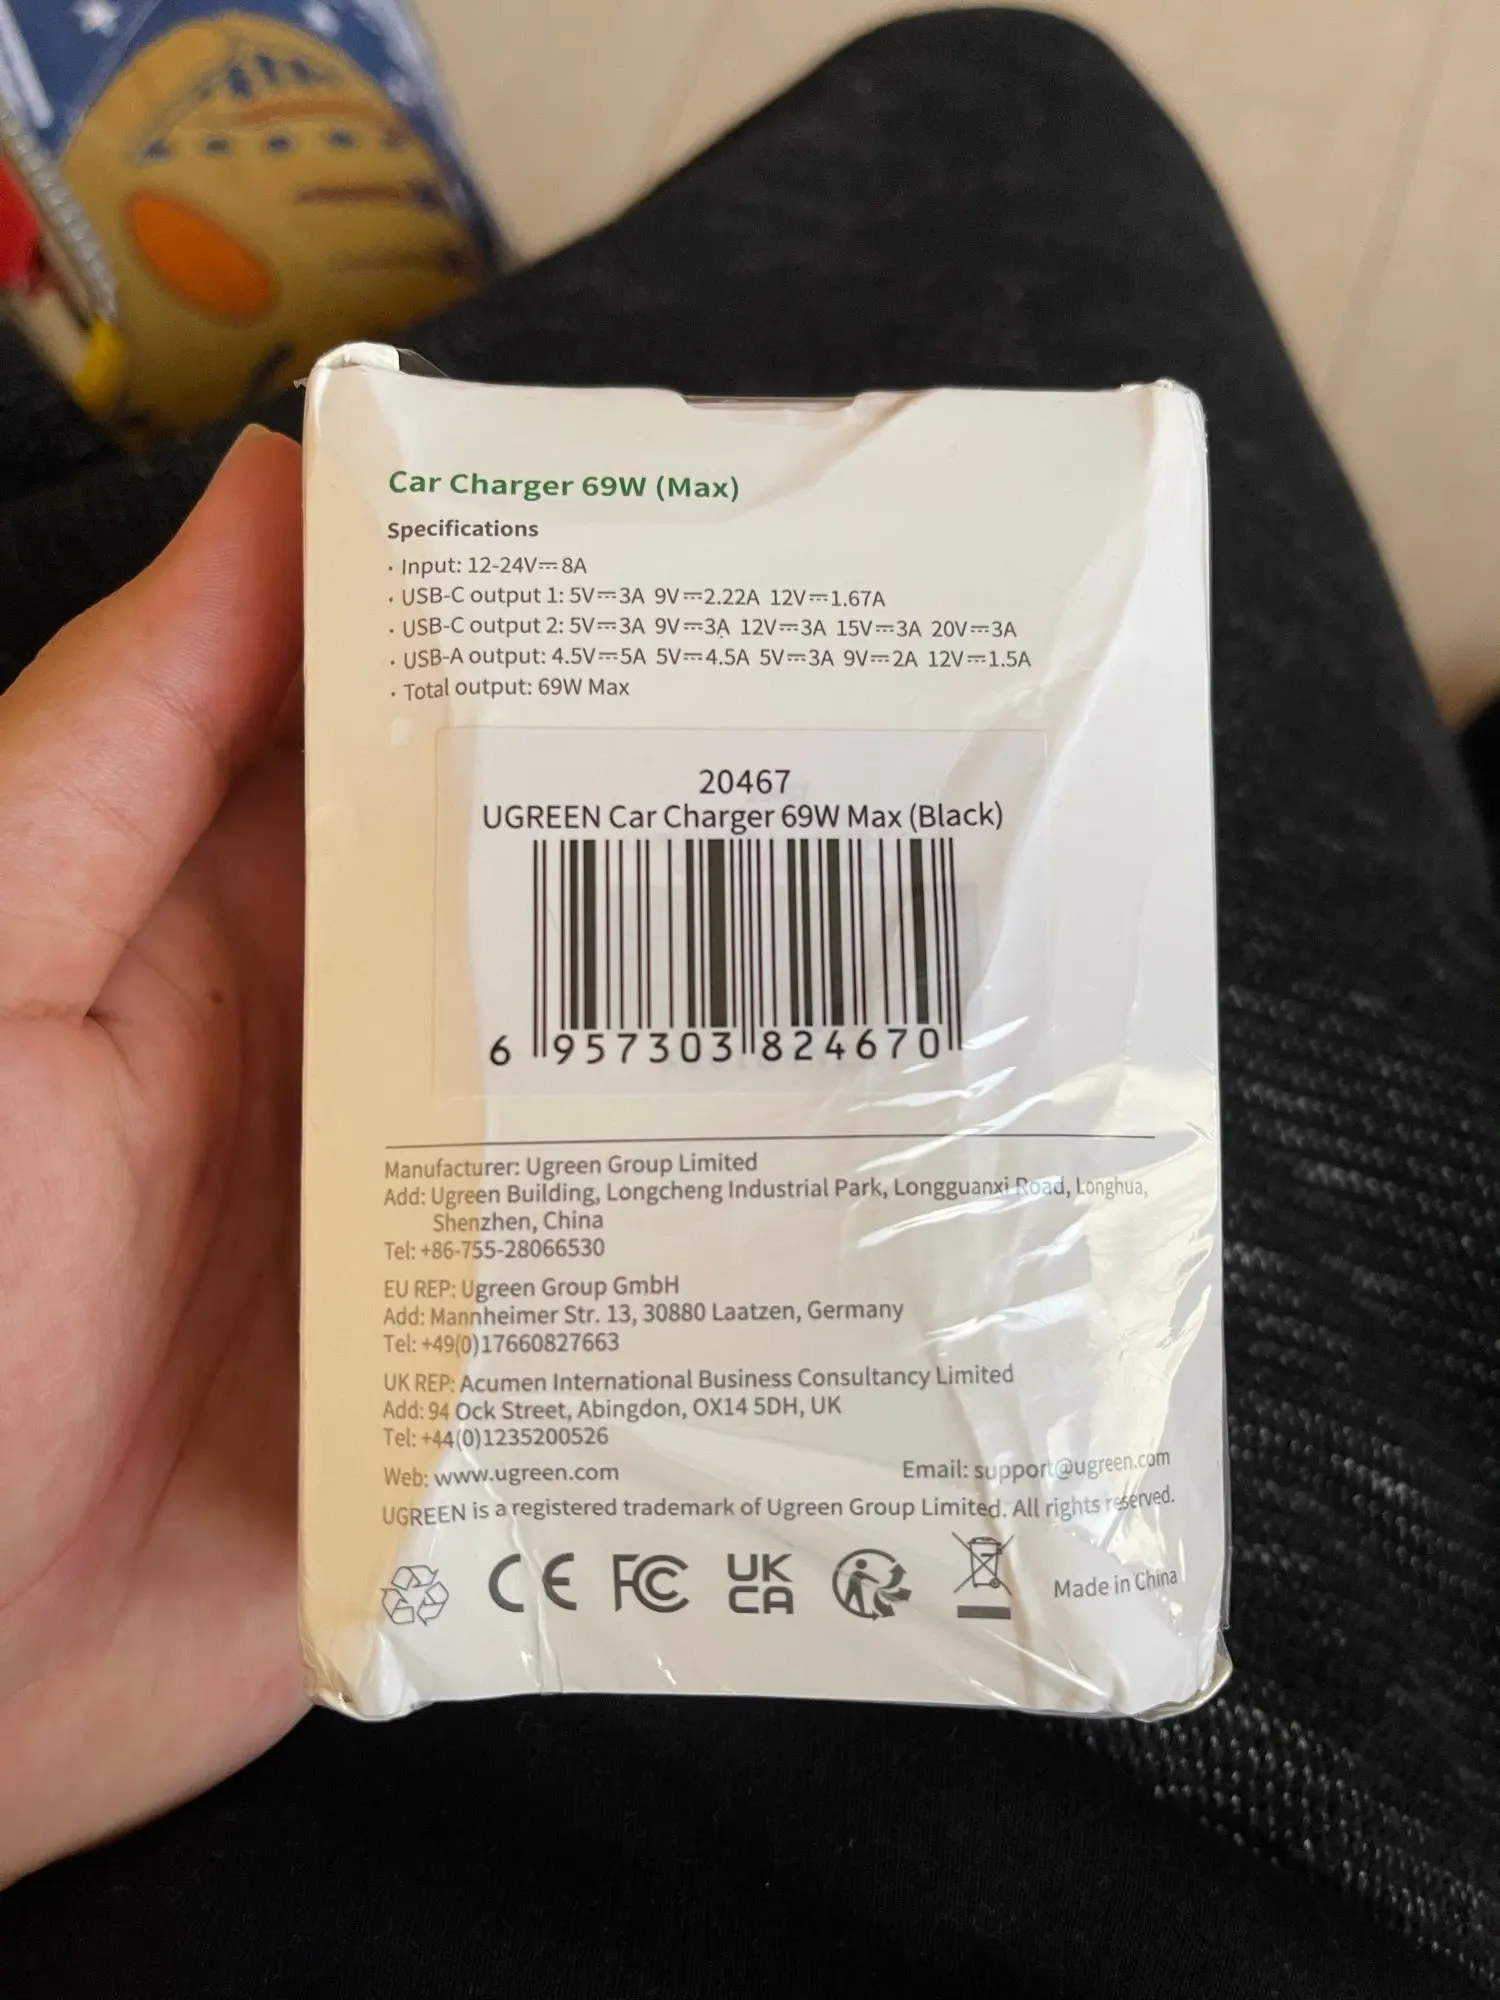 Car Charger 69W (Max)
Specifications
· Input: 12-24V⎓8A
· USB-C output 1: 5V⎓3A 9V⎓2.22A 12V⎓1.67A
· USB-C output 2: 5V⎓3A 9V⎓3A 12V⎓3A 15V⎓3A 20V⎓3A
· USB-A output: 4.5V⎓5A 5V⎓4.5A 5V⎓3A 9V⎓2A 12V⎓1.5A
· Total output: 69W Max
20467
UGREEN Car Charger 69W Max (Black)
6 957303 824670
Manufacturer: Ugreen Group Limited
Add: Ugreen Building, Longcheng Industrial Park, Longguanxi Road, Longhua,
Shenzhen, China
Tel: +86-755-28066530
EU REP: Ugreen Group GmbH
Add: Mannheimer Str. 13, 30880 Laatzen, Germany
Tel: +49(0)17660827663
UK REP: Acumen International Business Consultancy Limited
Add: 94 Ock Street, Abingdon, OX14 5DH, UK
Tel: +44(0)1235200526
Web: www.ugreen.com Email: support@ugreen.com
UGREEN is a registered trademark of Ugreen Group Limited. All rights reserved.
CE FC UK CA Made in China